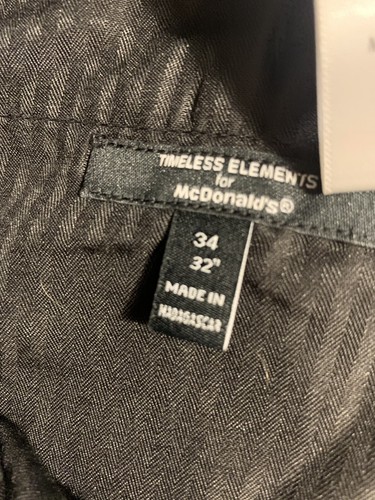 TIMELESS ELEMENTS
for
McDonald's®
34
32"
MADE IN
MADAGASCAR